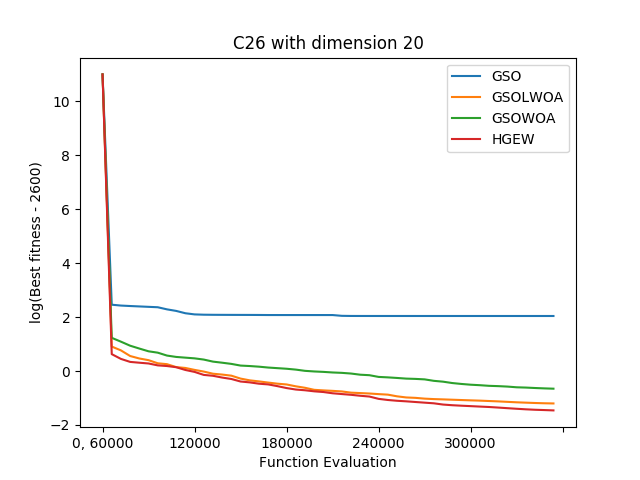 C26 with dimension 20
GSO
GSOLWOA
GSOWOA
HGEW
log(Best fitness - 2600)
10
8
6
4
2
0
−2
0, 60000
120000
180000
240000
300000
Function Evaluation